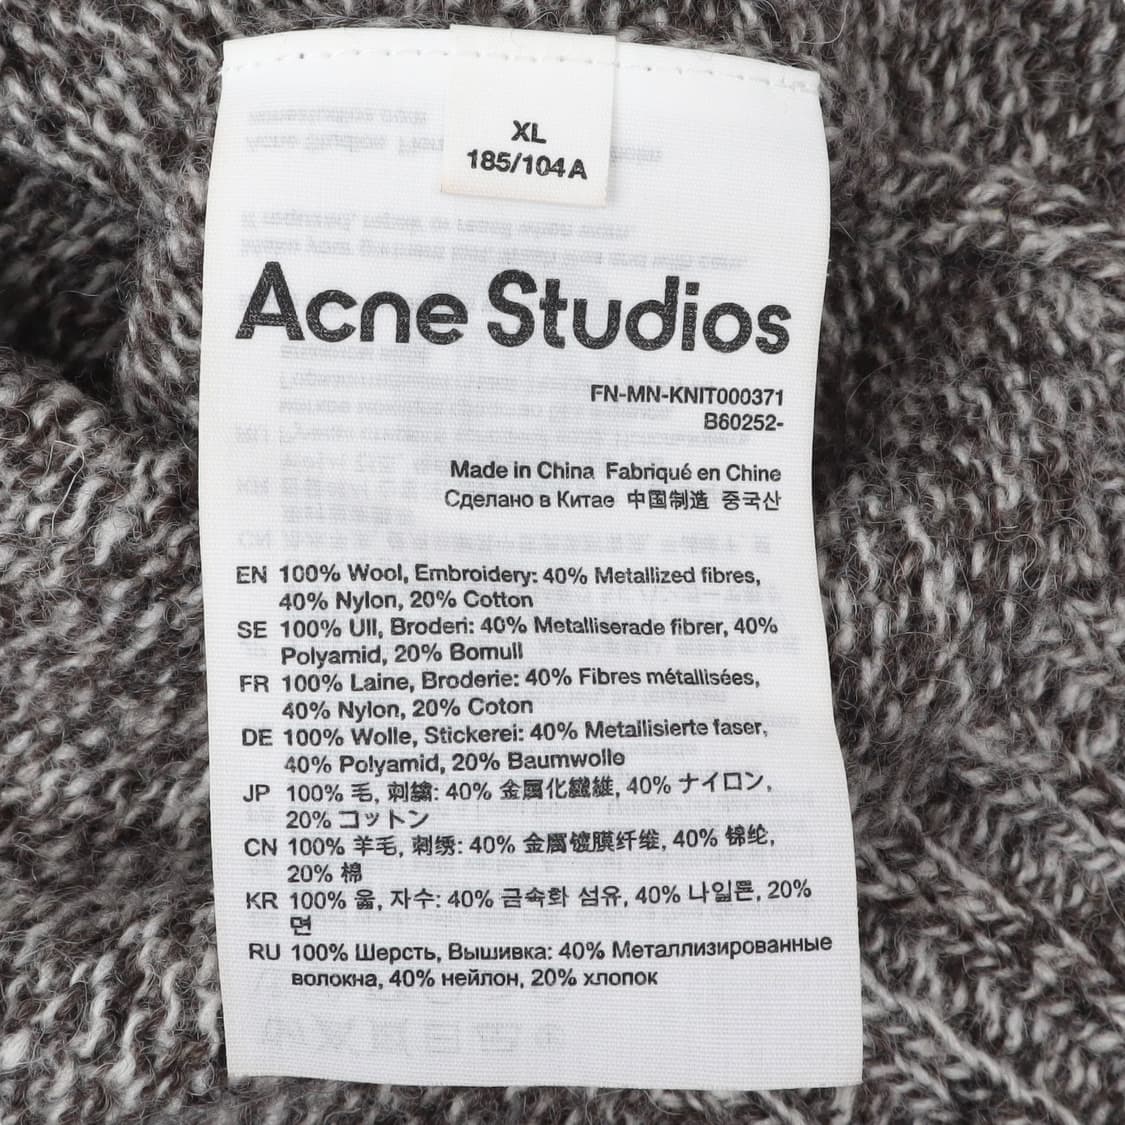 XL
185/104A
Acne Studios
FN-MN-KNIT000371
B60252-
Made in China Fabriqué en Chine
Сделано в Китае 中国制造 중국산
EN 100% Wool, Embroidery: 40% Metallized fibres,
40% Nylon, 20% Cotton
SE 100% Ull, Broderi: 40% Metalliserade fibrer, 40%
Polyamid, 20% Bomull
FR 100% Laine, Broderie: 40% Fibres métallisées,
40% Nylon, 20% Coton
DE 100% Wolle, Stickerei: 40% Metallisierte faser,
40% Polyamid, 20% Baumwolle
JP 100% 毛, 刺繍: 40% 金属化繊維, 40% ナイロン,
20% コットン
CN 100% 羊毛, 刺绣: 40% 金属镀膜纤维, 40% 锦纶,
20% 棉
KR 100% 울, 자수: 40% 금속화 섬유, 40% 나일론, 20%
면
RU 100% Шерсть, Вышивка: 40% Металлизированные
волокна, 40% нейлон, 20% хлопок